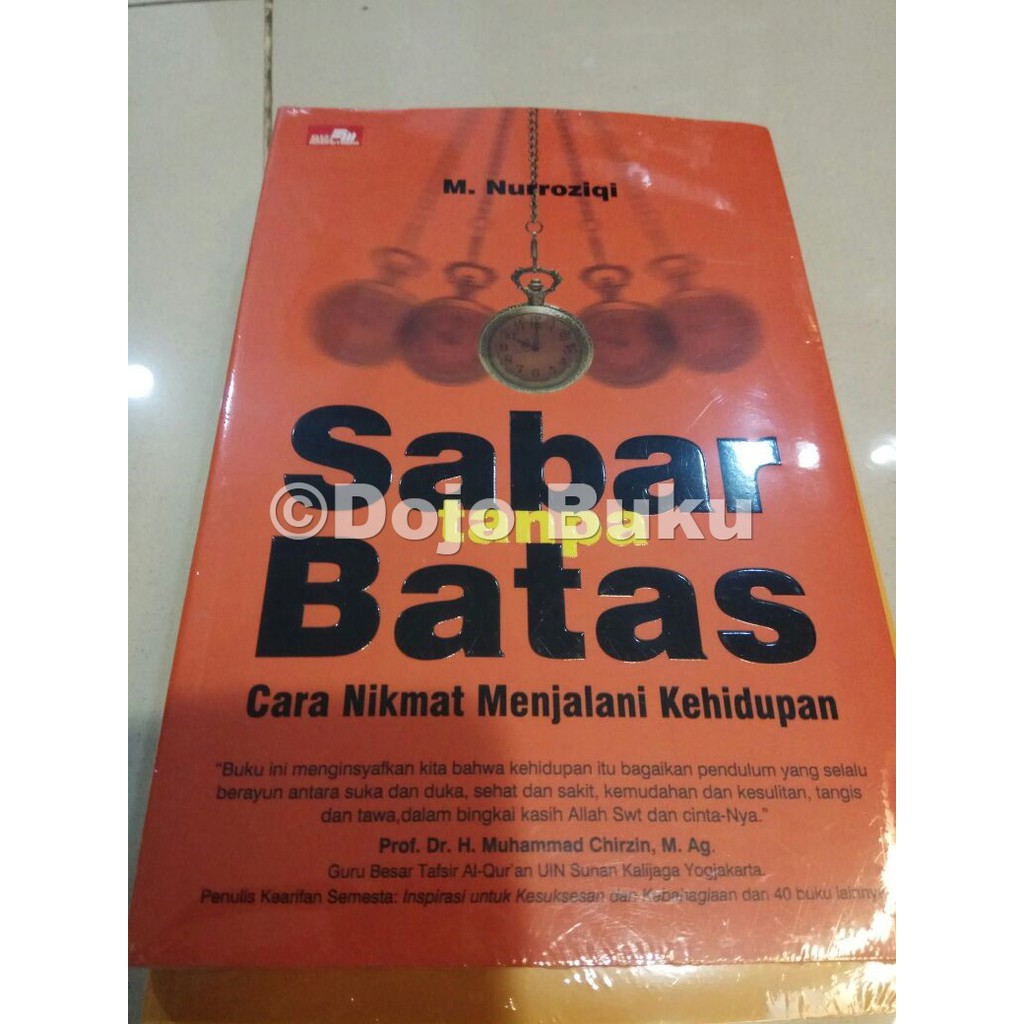 M. Nurroziqi
Sabar
tanpa
©Dojo Buku
Batas
Cara Nikmat Menjalani Kehidupan
"Buku ini menginsyafkan kita bahwa kehidupan itu bagaikan pendulum yang selalu
berayun antara suka dan duka, sehat dan sakit, kemudahan dan kesulitan, tangis
dan tawa,dalam bingkai kasih Allah Swt dan cinta-Nya."
Prof. Dr. H. Muhammad Chirzin, M. Ag.
Guru Besar Tafsir Al-Qur'an UIN Sunan Kalijaga Yogjakarta.
Penulis Kearifan Semesta: Inspirasi untuk Kesuksesan dan Kebahagiaan dan 40 buku lainny